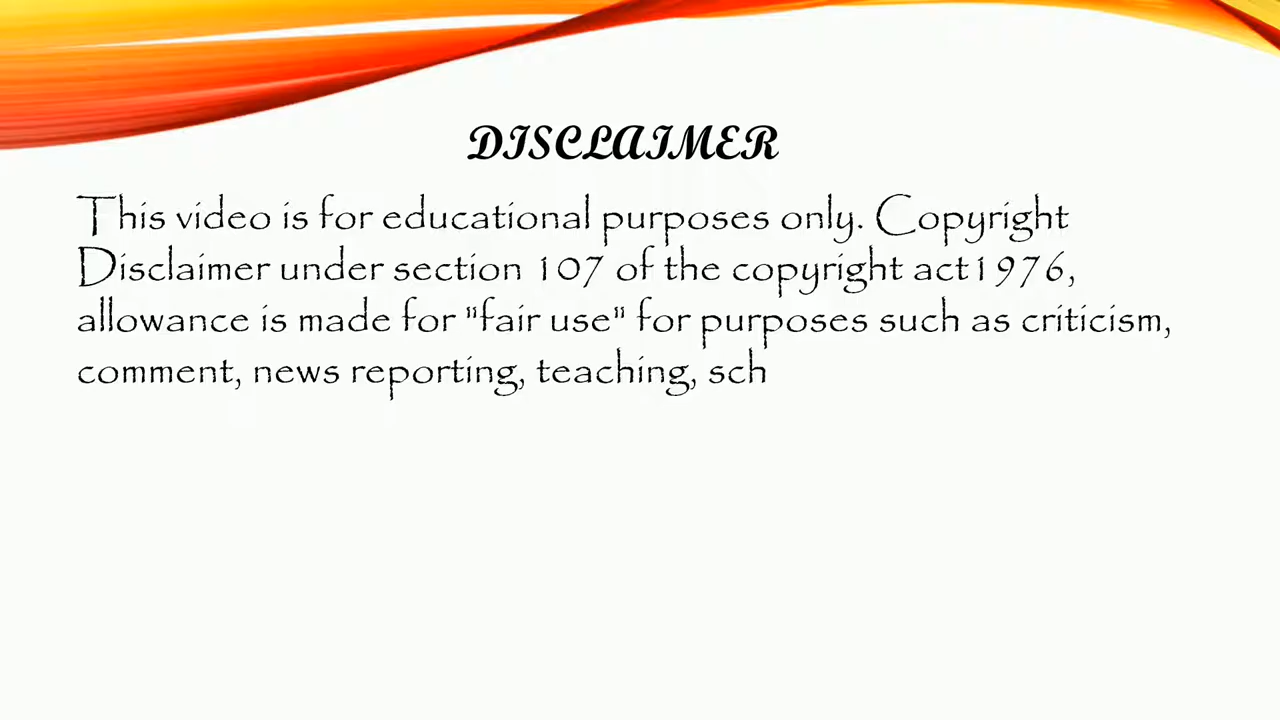 DISCLAIMER
This video is for educational purposes only. Copyright
Disclaimer under section 107 of the copyright act1976,
allowance is made for "fair use" for purposes such as criticism,
comment, news reporting, teaching, sch